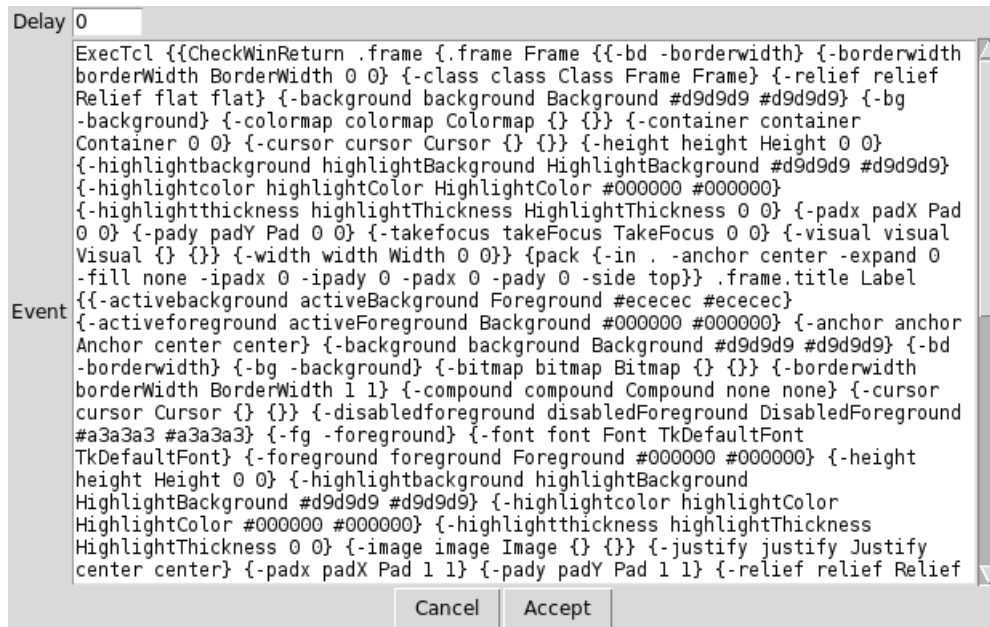 Delay 0
ExecTcl {{CheckWinReturn .frame {.frame Frame {{-bd -borderwidth} {-borderwidth
borderWidth BorderWidth 0 0} {-class class Class Frame Frame} {-relief relief
Relief flat flat} {-background background Background #d9d9d9 #d9d9d9} {-bg
-background} {-colormap colormap Colormap {} {}} {-container container
Container 0 0} {-cursor cursor Cursor {} {}} {-height height Height 0 0}
{-highlightbackground highlightBackground HighlightBackground #d9d9d9 #d9d9d9}
{-highlightcolor highlightColor HighlightColor #000000 #000000}
{-highlightthickness highlightThickness HighlightThickness 0 0} {-padx padX Pad
0 0} {-pady padY Pad 0 0} {-takefocus takeFocus TakeFocus 0 0} {-visual visual
Visual {} {}} {-width width Width 0 0}} {pack {-in . -anchor center -expand 0
-fill none -ipadx 0 -ipady 0 -padx 0 -pady 0 -side top}} .frame.title Label
{{-activebackground activeBackground Foreground #ececec #ececec}
Event
{-activeforeground activeForeground Background #000000 #000000} {-anchor anchor
Anchor center center} {-background background Background #d9d9d9 #d9d9d9} {-bd
-borderwidth} {-bg -background} {-bitmap bitmap Bitmap {} {}} {-borderwidth
borderWidth BorderWidth 1 1} {-compound compound Compound none none} {-cursor
cursor Cursor {} {}} {-disabledforeground disabledForeground DisabledForeground
#a3a3a3 #a3a3a3} {-fg -foreground} {-font font Font TkDefaultFont
TkDefaultFont} {-foreground foreground Foreground #000000 #000000} {-height
height Height 0 0} {-highlightbackground highlightBackground
HighlightBackground #d9d9d9 #d9d9d9} {-highlightcolor highlightColor
HighlightColor #000000 #000000} {-highlightthickness highlightThickness
HighlightThickness 0 0} {-image image Image {} {}} {-justify justify Justify
center center} {-padx padX Pad 1 1} {-pady padY Pad 1 1} {-relief relief Relief
Cancel Accept